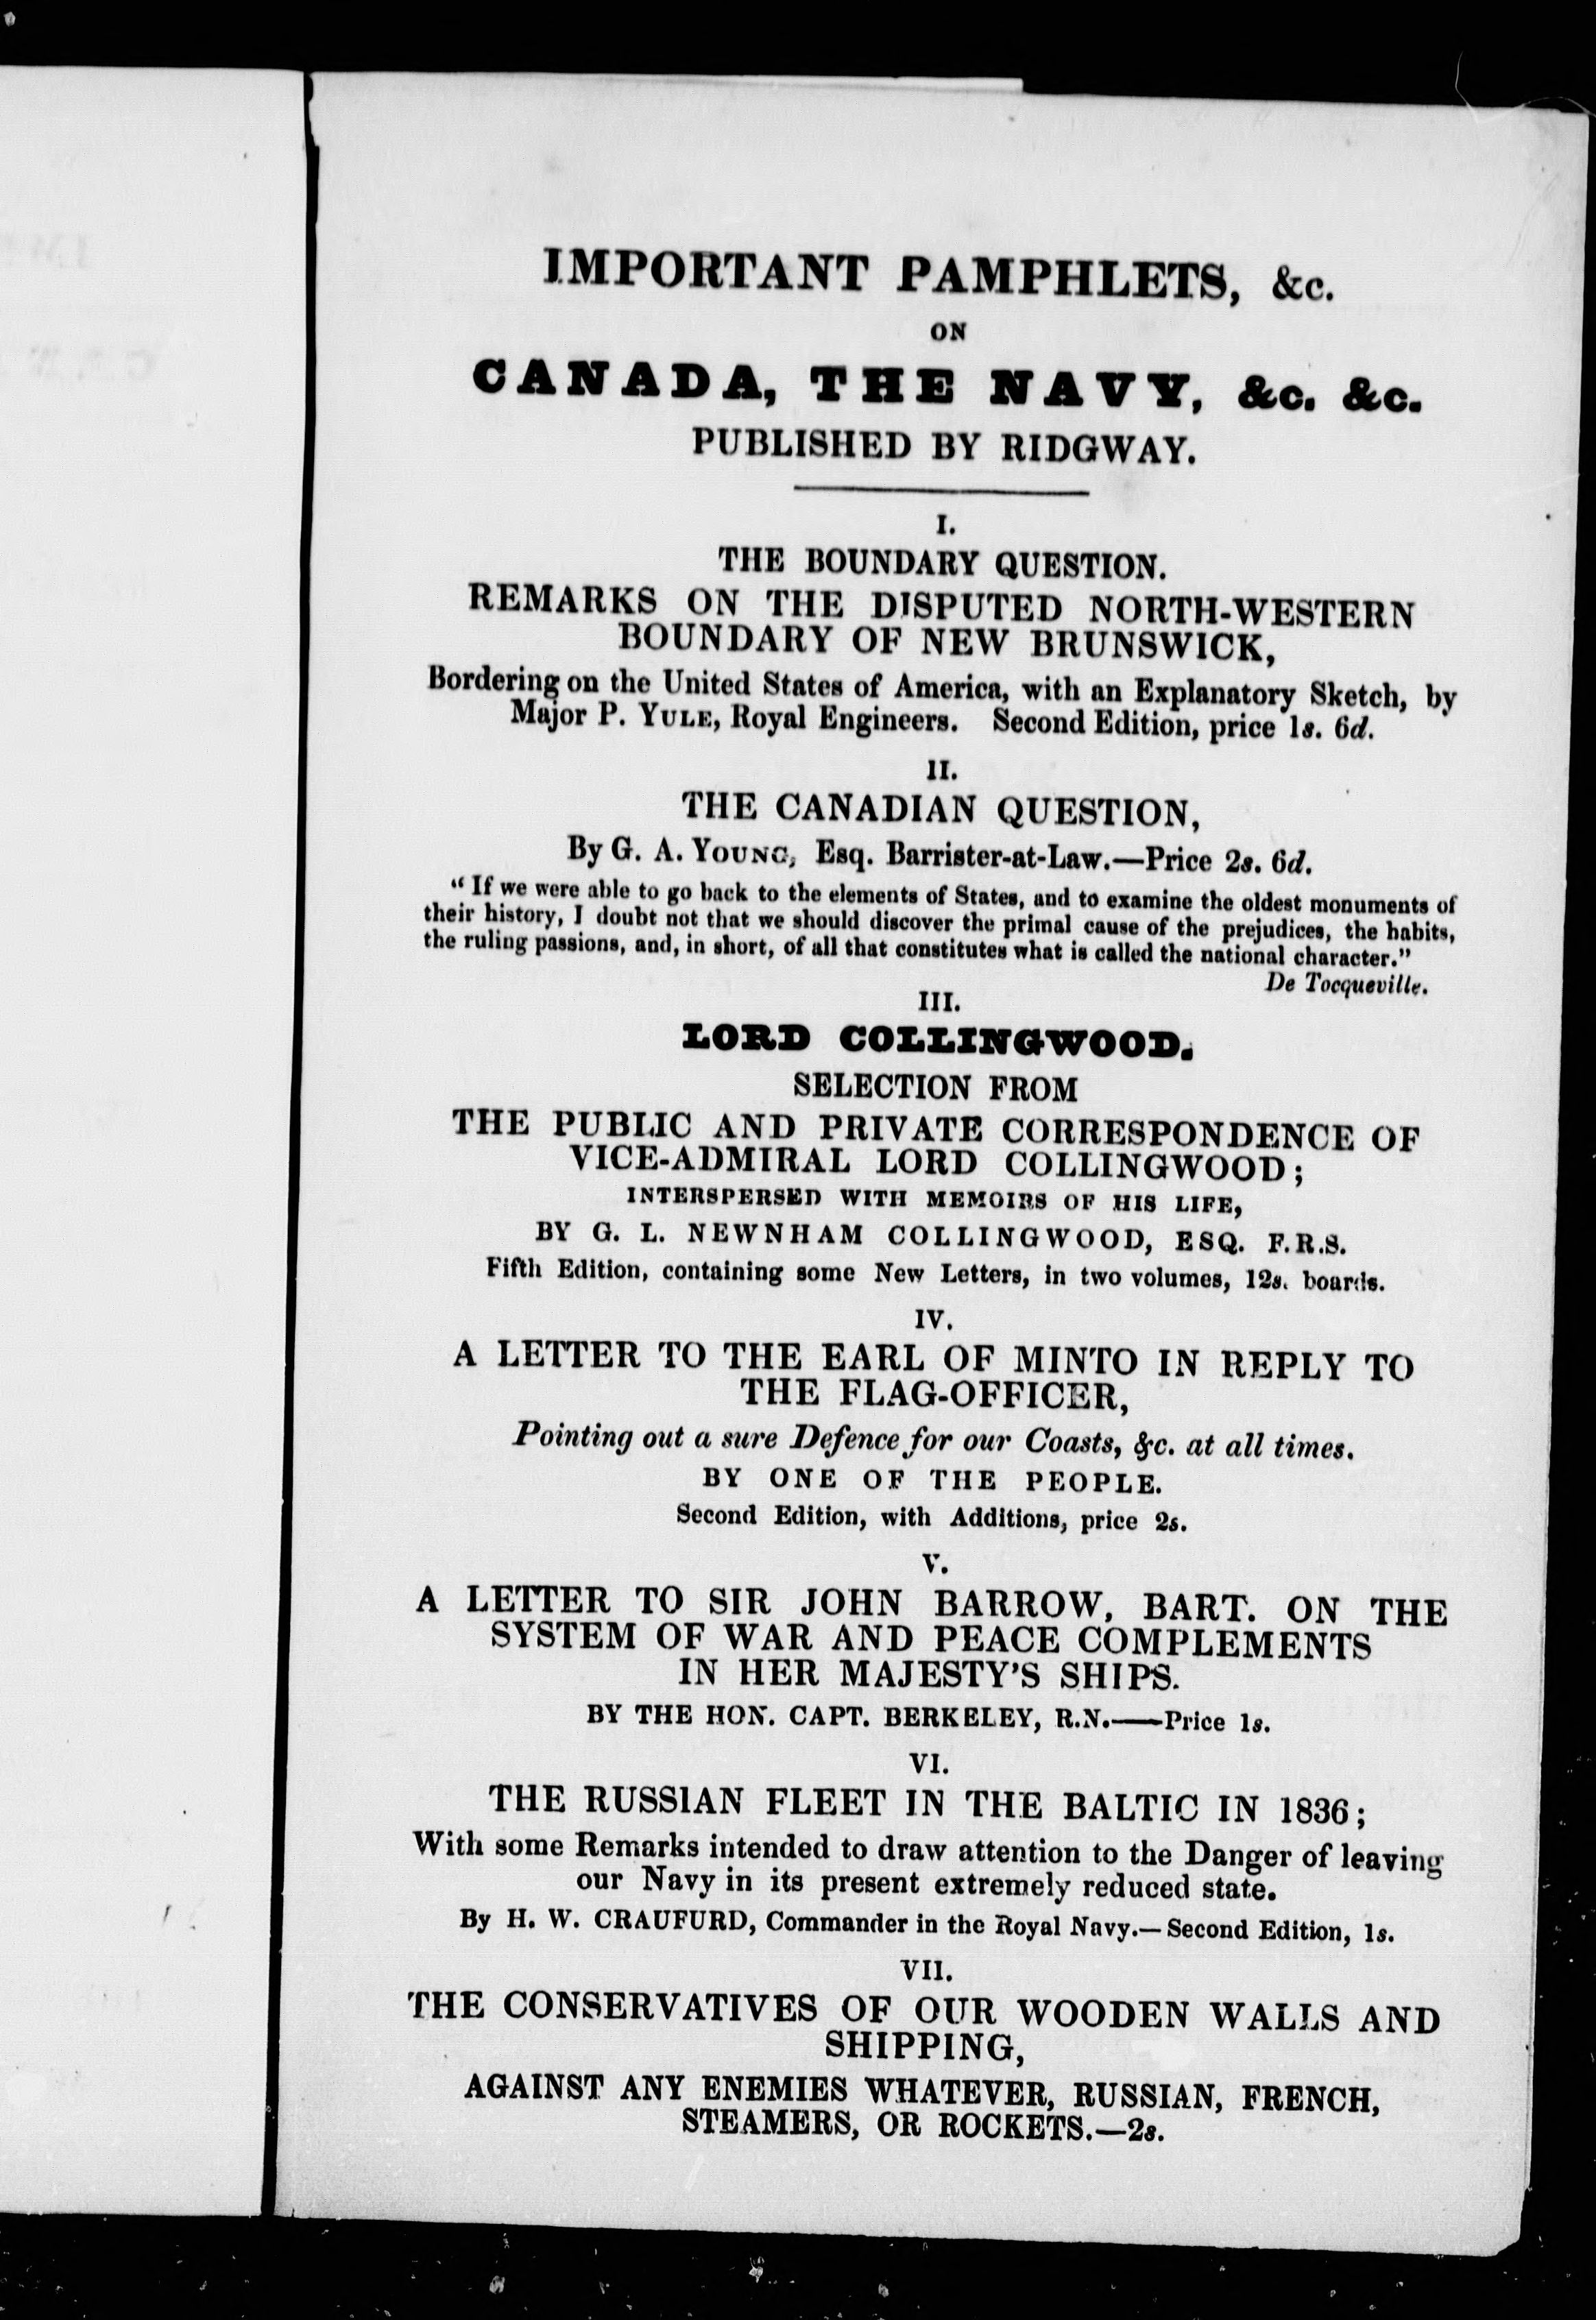 IMPORTANT PAMPHLETS, &c.
ON
CANADA, THE NAVY, &c. &c.
PUBLISHED BY RIDGWAY.
I.
THE BOUNDARY QUESTION.
REMARKS ON THE DISPUTED NORTH-WESTERN
BOUNDARY OF NEW BRUNSWICK,
Bordering on the United States of America, with an Explanatory Sketch, by
Major P. YULE, Royal Engineers. Second Edition, price 1s. 6d.
II.
THE CANADIAN QUESTION,
By G. A. YOUNG, Esq. Barrister-at-Law.—Price 2s. 6d.
“ If we were able to go back to the elements of States, and to examine the oldest monuments of
their history, I doubt not that we should discover the primal cause of the prejudices, the habits,
the ruling passions, and, in short, of all that constitutes what is called the national character.”
De Tocqueville.
III.
LORD COLLINGWOOD.
SELECTION FROM
THE PUBLIC AND PRIVATE CORRESPONDENCE OF
VICE-ADMIRAL LORD COLLINGWOOD;
INTERSPERSED WITH MEMOIRS OF HIS LIFE,
BY G. L. NEWNHAM COLLINGWOOD, ESQ. F.R.S.
Fifth Edition, containing some New Letters, in two volumes, 12s. boards.
IV.
A LETTER TO THE EARL OF MINTO IN REPLY TO
THE FLAG-OFFICER,
Pointing out a sure Defence for our Coasts, &c. at all times.
BY ONE OF THE PEOPLE.
Second Edition, with Additions, price 2s.
V.
A LETTER TO SIR JOHN BARROW, BART. ON THE
SYSTEM OF WAR AND PEACE COMPLEMENTS
IN HER MAJESTY’S SHIPS.
BY THE HON. CAPT. BERKELEY, R.N.——Price 1s.
VI.
THE RUSSIAN FLEET IN THE BALTIC IN 1836;
With some Remarks intended to draw attention to the Danger of leaving
our Navy in its present extremely reduced state.
By H. W. CRAUFURD, Commander in the Royal Navy.—Second Edition, 1s.
VII.
THE CONSERVATIVES OF OUR WOODEN WALLS AND
SHIPPING,
AGAINST ANY ENEMIES WHATEVER, RUSSIAN, FRENCH,
STEAMERS, OR ROCKETS.—2s.